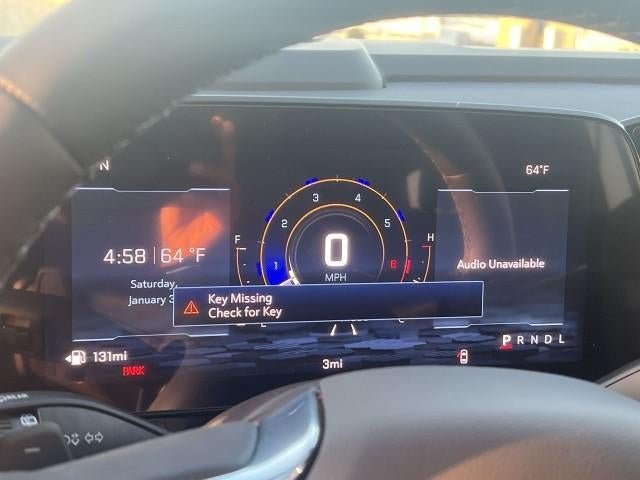 N
64°F
F
1
2
3
4
5
6
H
0
MPH
4:58 64 °F
Saturday,
January
Audio Unavailable
Key Missing
Check for Key
131mi
PARK
3mi
P R N D L
REAR